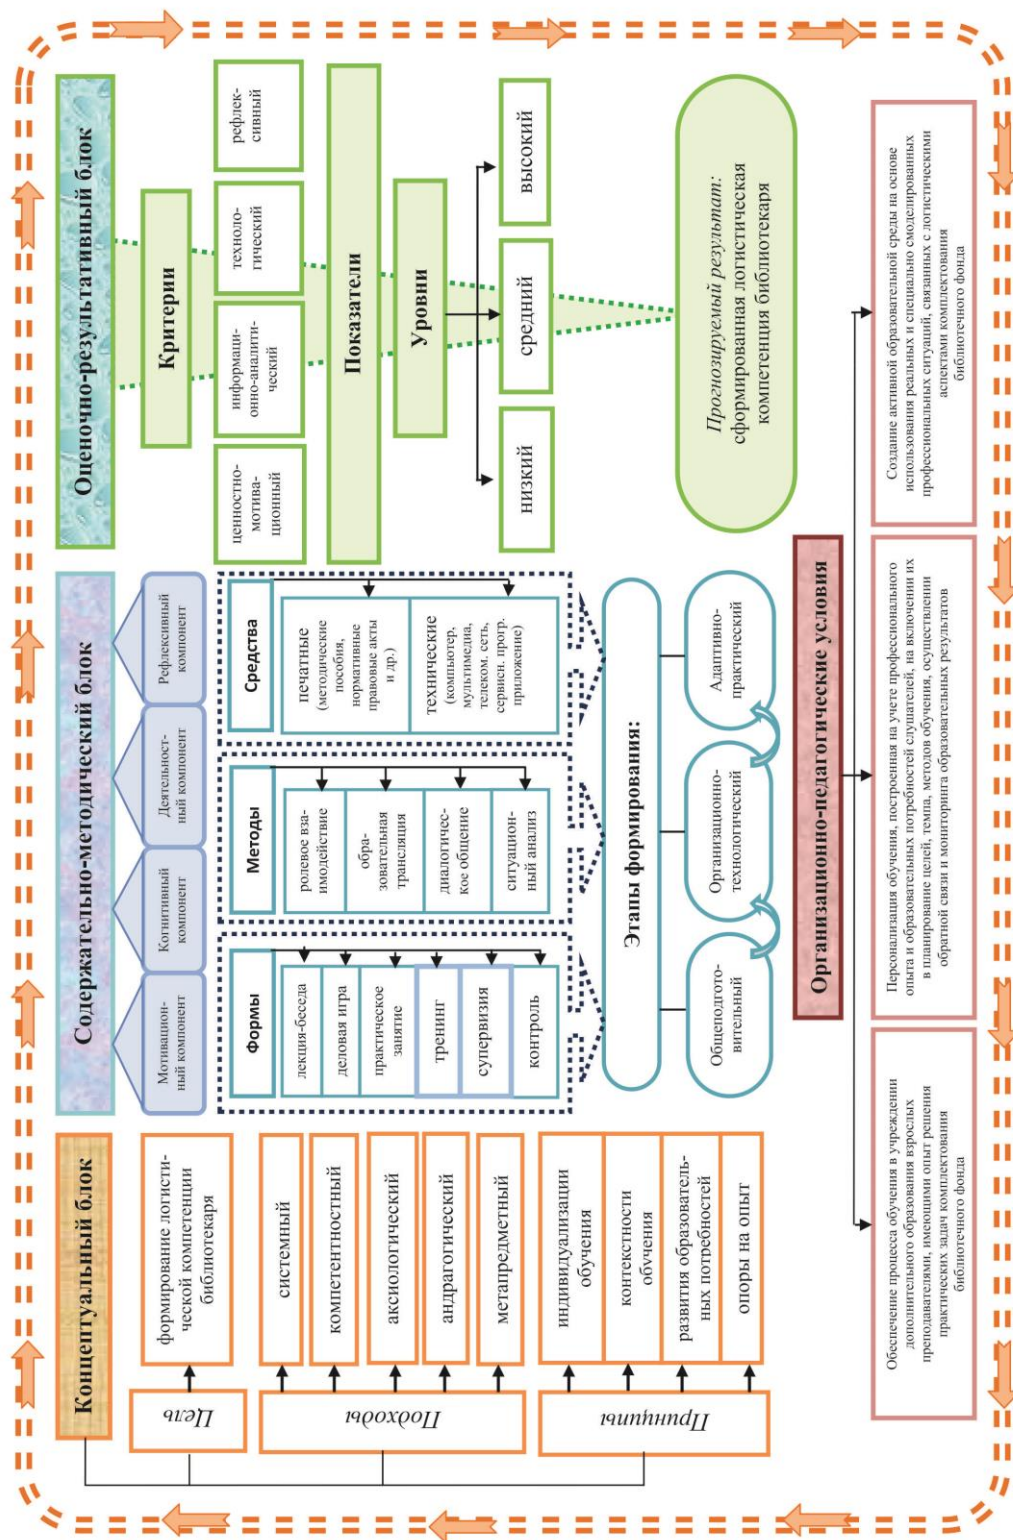 Концептуальный блок
Цель
формирование логисти-
ческой компетенции
библиотекаря
Подходы
системный
компетентностный
аксиологический
андрагогический
метапредметный
Принципы
индивидуализации
обучения
контекстности
обучения
развития образователь-
ных потребностей
опоры на опыт
Содержательно-методический блок
Мотивацион-
ный компонент
Когнитивный
компонент
Деятельност-
ный компонент
Рефлексивный
компонент
Формы
лекция-беседа
деловая игра
практическое
занятие
тренинг
супервизия
контроль
Методы
ролевое вза-
имодействие
обра-
зовательная
трансляция
диалогичес-
кое общение
ситуацион-
ный анализ
Средства
печатные
(методические
пособия,
нормативные
правовые акты
и др.)
технические
(компьютер,
мультимедиа,
телеком. сеть,
сервисн. прогр.
приложение)
Этапы формирования:
Общеподгото-
вительный
Организационно-
технологический
Адаптивно-
практический
Оценочно-результативный блок
Критерии
ценностно-
мотива-
ционный
информаци-
онно-аналити-
ческий
техноло-
гический
рефлек-
сивный
Показатели
Уровни
низкий
средний
высокий
Прогнозируемый результат:
сформированная логистическая
компетенция библиотекаря
Организационно-педагогические условия
Обеспечение процесса обучения в учреждении
дополнительного образования взрослых
преподавателями, имеющими опыт решения
практических задач комплектования
библиотечного фонда
Персонализация обучения, построенная на учете профессионального
опыта и образовательных потребностей слушателей, на включении их
в планирование целей, темпа, методов обучения, осуществлении
обратной связи и мониторинга образовательных результатов
Создание активной образовательной среды на основе
использования реальных и специально смоделированных
профессиональных ситуаций, связанных с логистическими
аспектами комплектования
библиотечного фонда